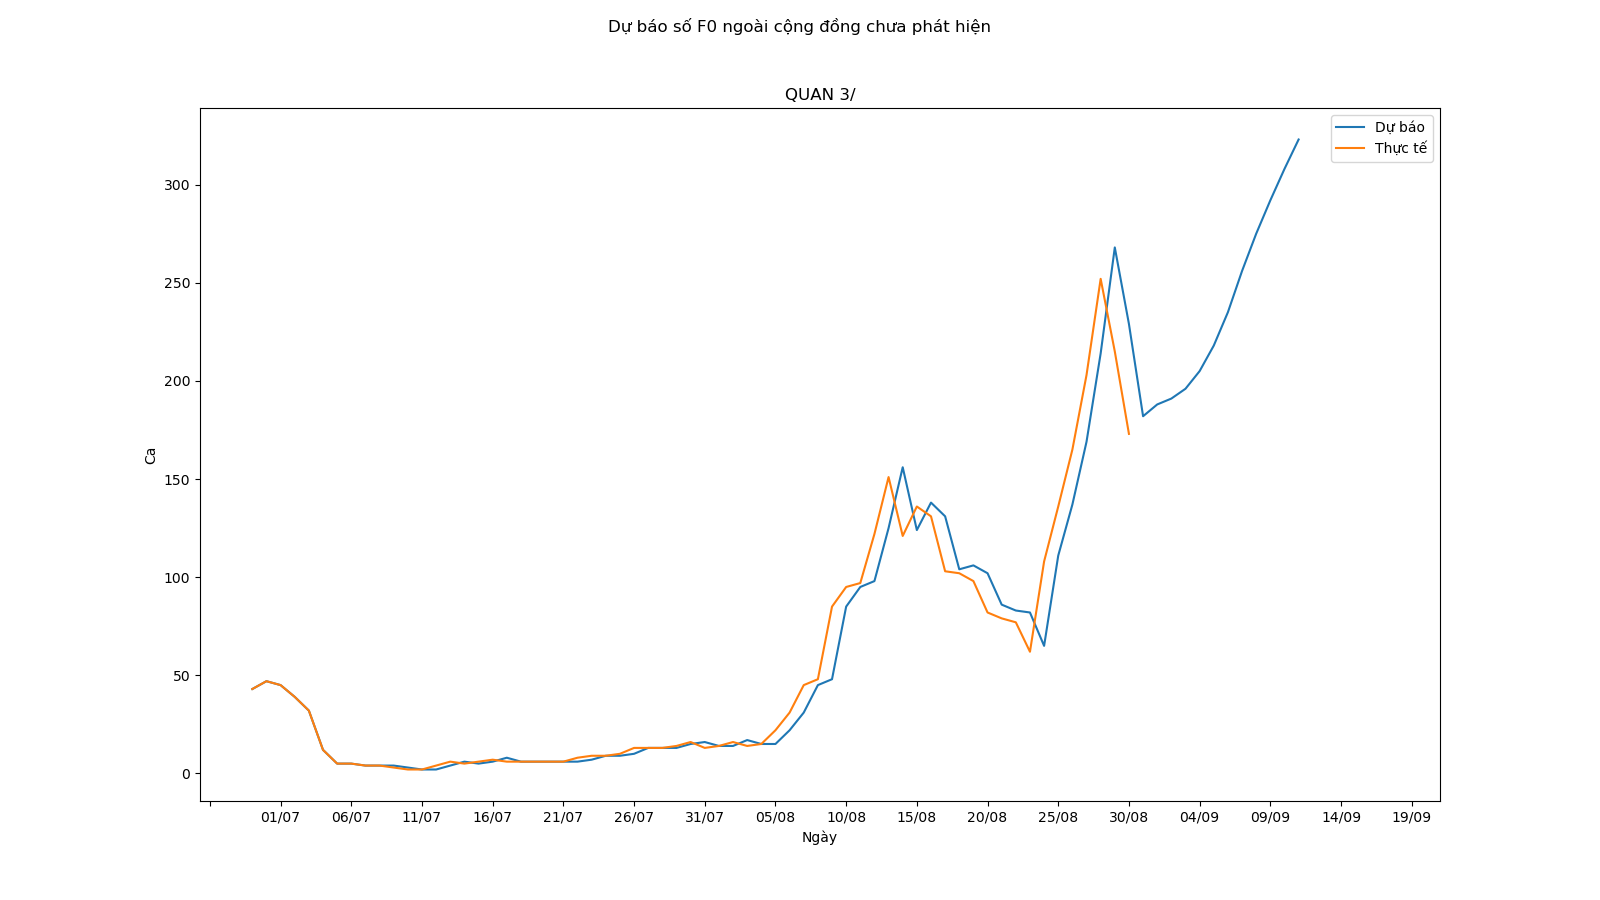 Dự báo số F0 ngoài cộng đồng chưa phát hiện
QUAN 3/
Dự báo
Thực tế
300
250
200
150
100
50
0
Ca
01/07 06/07 11/07 16/07 21/07 26/07 31/07 05/08 10/08 15/08 20/08 25/08 30/08 04/09 09/09 14/09 19/09
Ngày